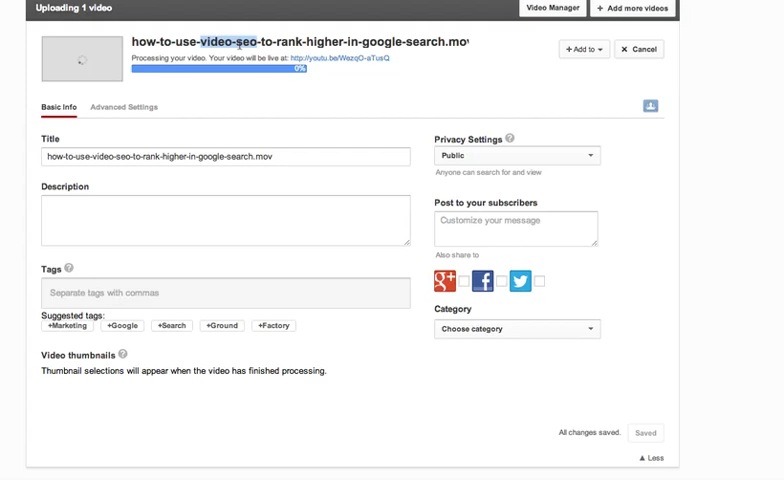 Uploading 1 video
Video Manager
+ Add more videos
how-to-use-video-seo-to-rank-higher-in-google-search.mov
+ Add to
× Cancel
Processing your video. Your video will be live at: http://youtu.be/WezqO-aTusQ
0%
Basic Info
Advanced Settings
Title
how-to-use-video-seo-to-rank-higher-in-google-search.mov
Privacy Settings ?
Public
Anyone can search for and view
Description
Post to your subscribers
Customize your message
Also share to
g+
f
Tags ?
Separate tags with commas
Suggested tags:
+Marketing
+Google
+Search
+Ground
+Factory
Category
Choose category
Video thumbnails ?
Thumbnail selections will appear when the video has finished processing.
All changes saved.
Saved
▲ Less